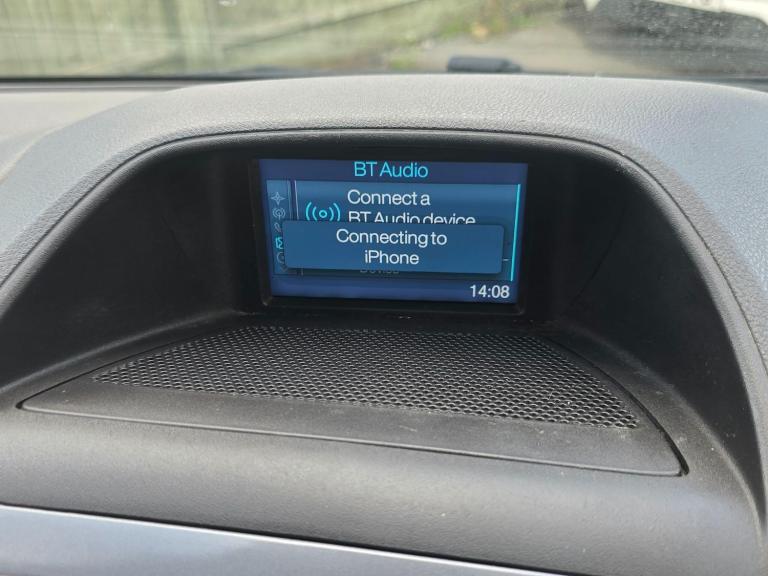 BT Audio
Connect a
BT Audio device
Connecting to
iPhone
14:08